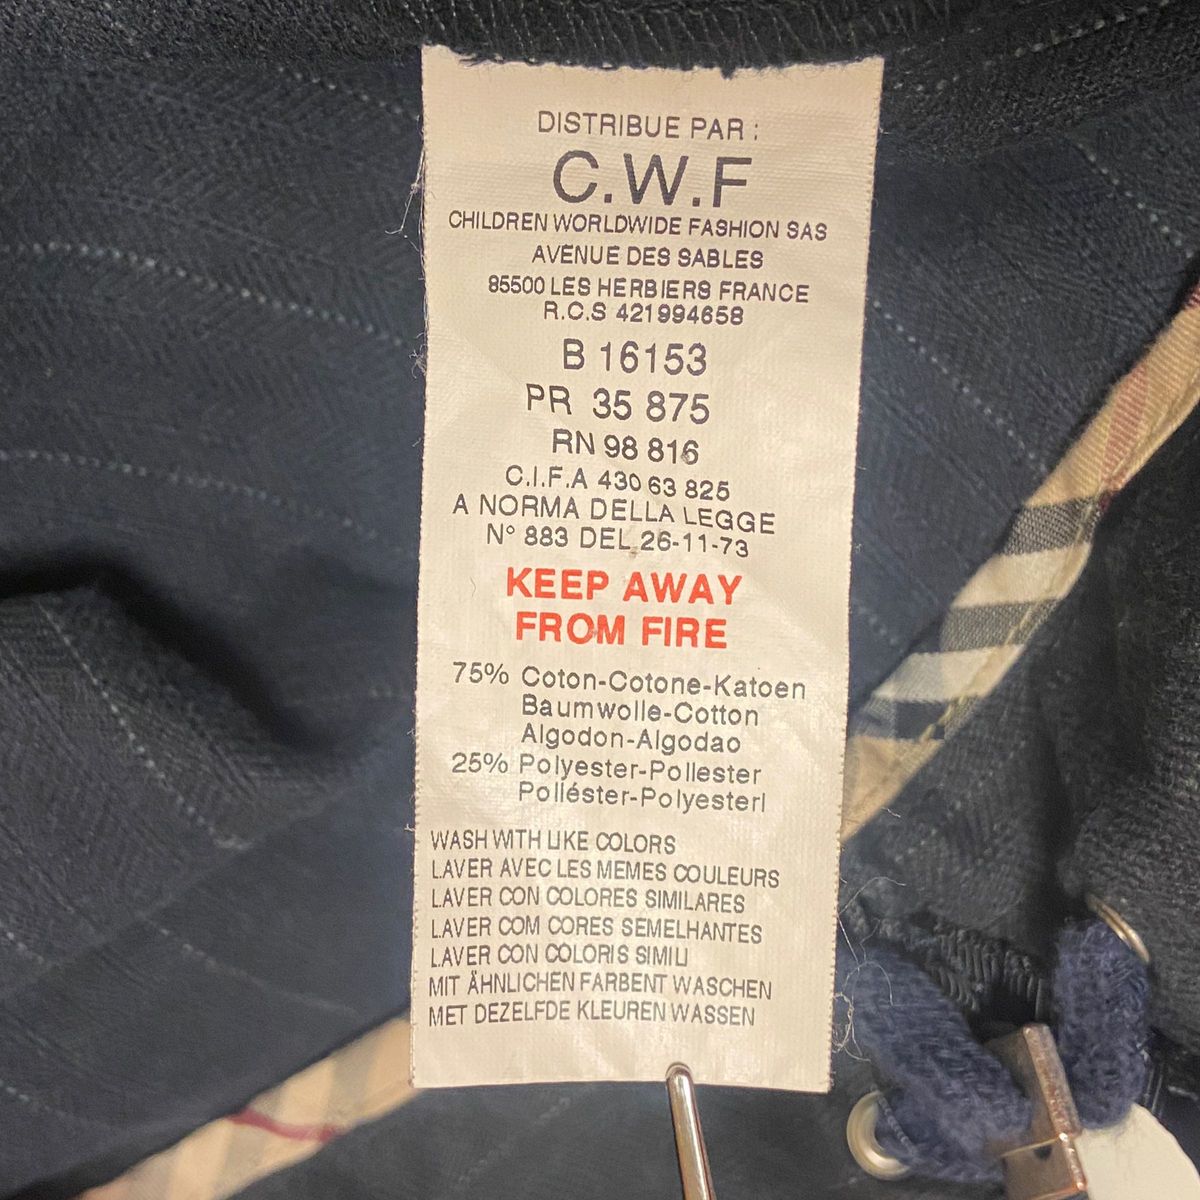 DISTRIBUE PAR :
C.W.F
CHILDREN WORLDWIDE FASHION SAS
AVENUE DES SABLES
85500 LES HERBIERS FRANCE
R.C.S 421994658
B 16153
PR 35 875
RN 98 816
C.I.F.A 430 63 825
A NORMA DELLA LEGGE
N° 883 DEL 26-11-73
KEEP AWAY
FROM FIRE
75% Coton-Cotone-Katoen
Baumwolle-Cotton
Algodon-Algodao
25% Polyester-Poliester
Poliéster-Polyesterl
WASH WITH LIKE COLORS
LAVER AVEC LES MEMES COULEURS
LAVER CON COLORES SIMILARES
LAVER COM CORES SEMELHANTES
LAVER CON COLORIS SIMILI
MIT ÄHNLICHEN FARBENT WASCHEN
MET DEZELFDE KLEUREN WASSEN